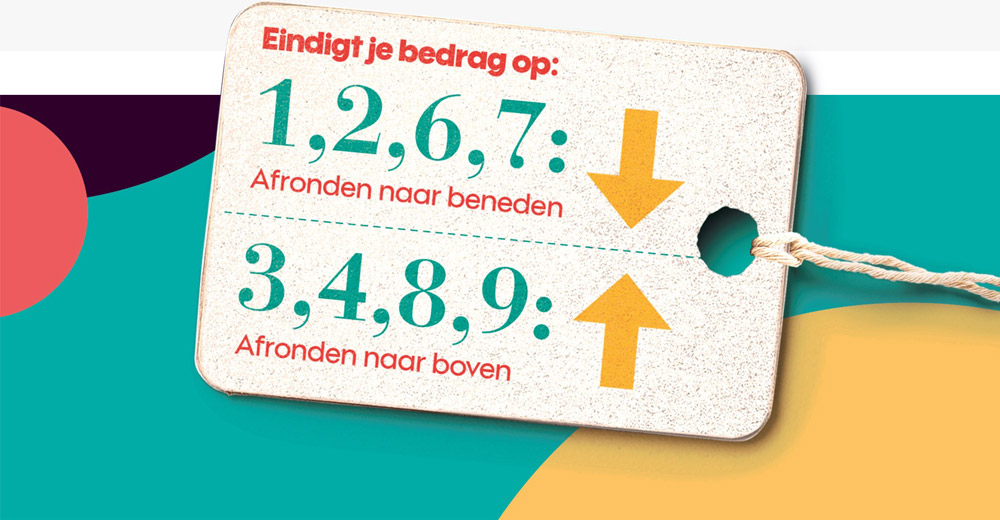 Eindigt je bedrag op:
1,2,6,7:
Afronden naar beneden
3,4,8,9:
Afronden naar boven